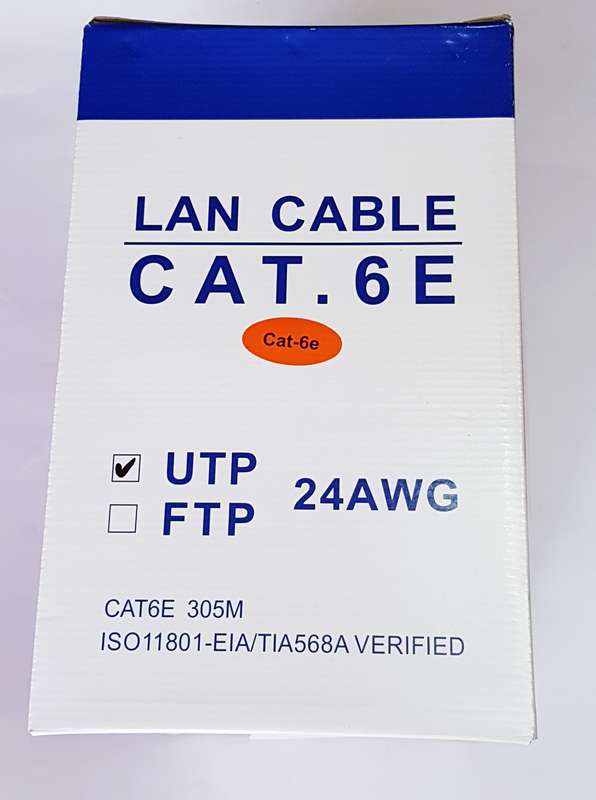 LAN CABLE
CAT.6E
Cat-6e
UTP
FTP
24AWG
CAT6E 305M
ISO11801-EIA/TIA568A VERIFIED